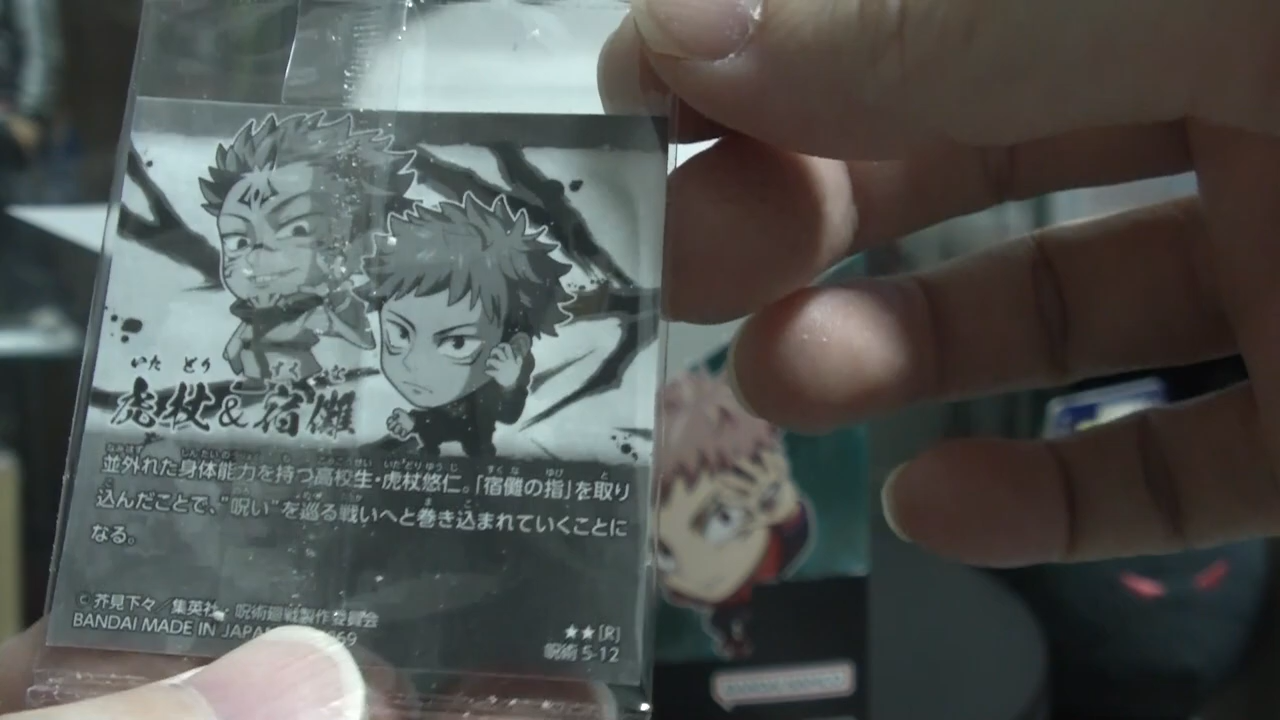 いたどり
虎杖&宿儺
並外れた身体能力を持つ高校生・虎杖悠仁。「宿儺の指」を取り
込んだことで、“呪い”を巡る戦いへと巻き込まれていくことに
なる。
© 芥見下々／集英社・呪術廻戦製作委員会
BANDAI MADE IN JAPAN
★★[R]
呪術 5-12